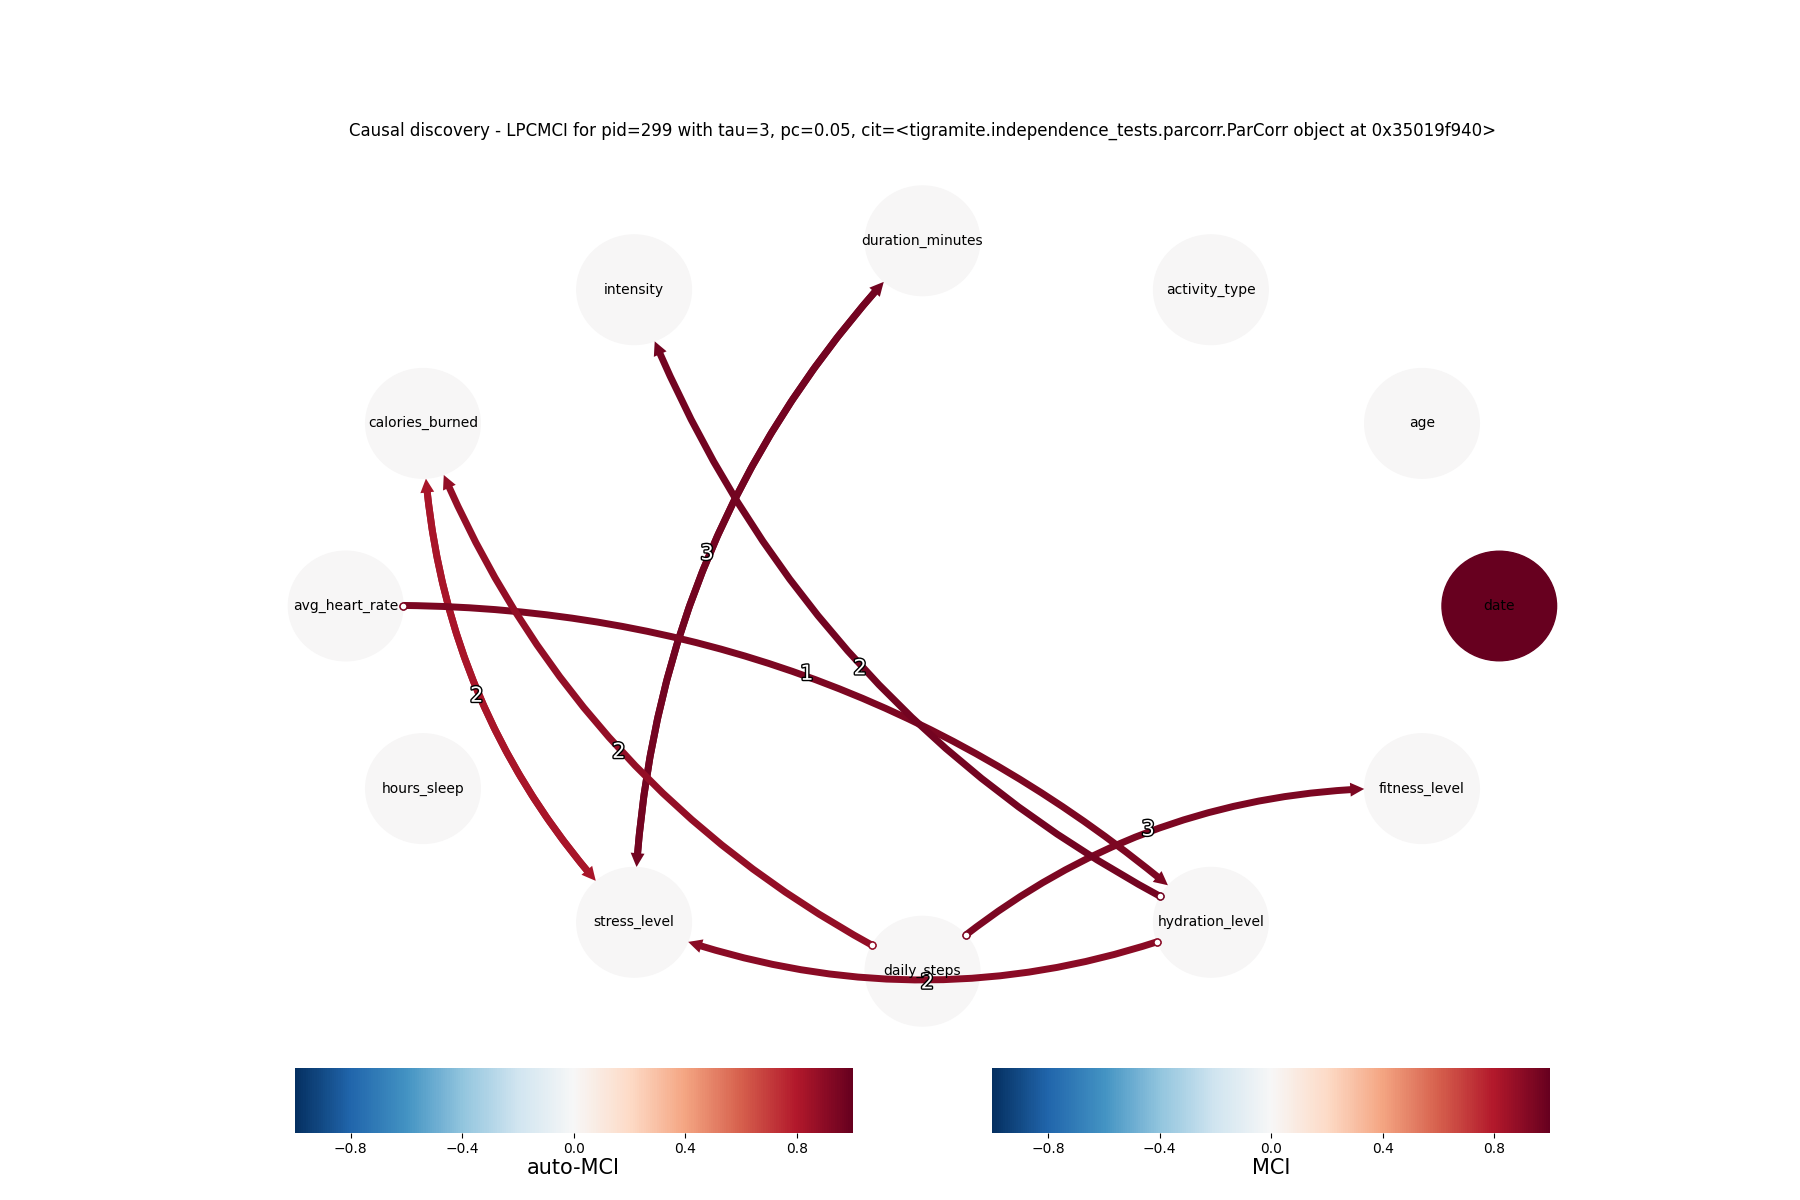 Causal discovery - LPCMCI for pid=299 with tau=3, pc=0.05, cit=<tigramite.independence_tests.parcorr.ParCorr object at 0x35019f940>
duration_minutes
intensity
activity_type
calories_burned
age
3
avg_heart_rate
date
1
2
2
2
hours_sleep
fitness_level
3
stress_level
hydration_level
daily_steps
2
−0.8 −0.4 0.0 0.4 0.8
auto-MCI
−0.8 −0.4 0.0 0.4 0.8
MCI